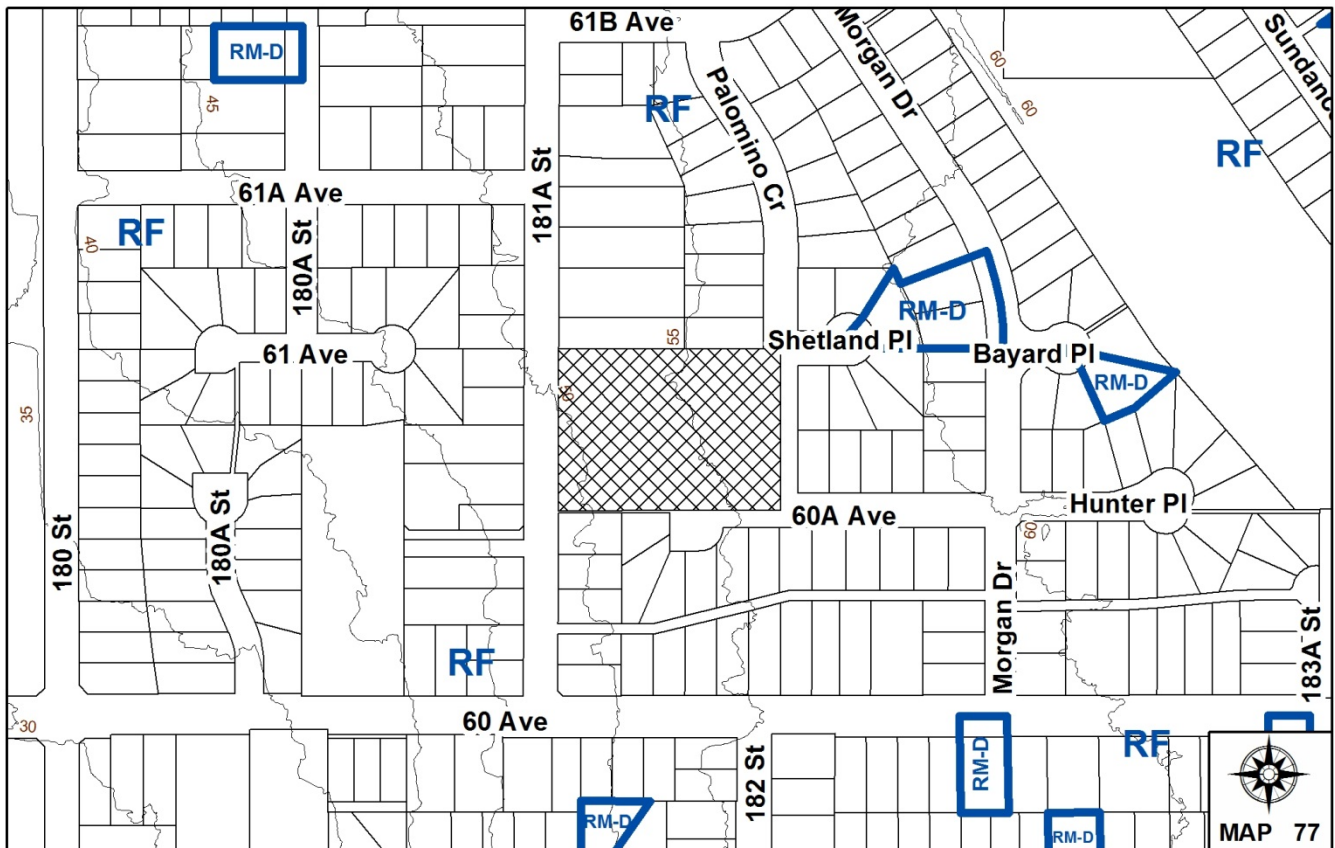 61B Ave
Morgan Dr
Sundanc
RM-D
60
45
RF
60
Palomino Cr
RF
181A St
61A Ave
RF
180A St
40
RM-D
55
Shetland Pl
61 Ave
Bayard Pl
RM-D
35
50
Hunter Pl
60A Ave
180A St
180 St
60
Morgan Dr
183A St
RF
60 Ave
30
RF
182 St
RM-D
RM-D
RM-D
MAP 77